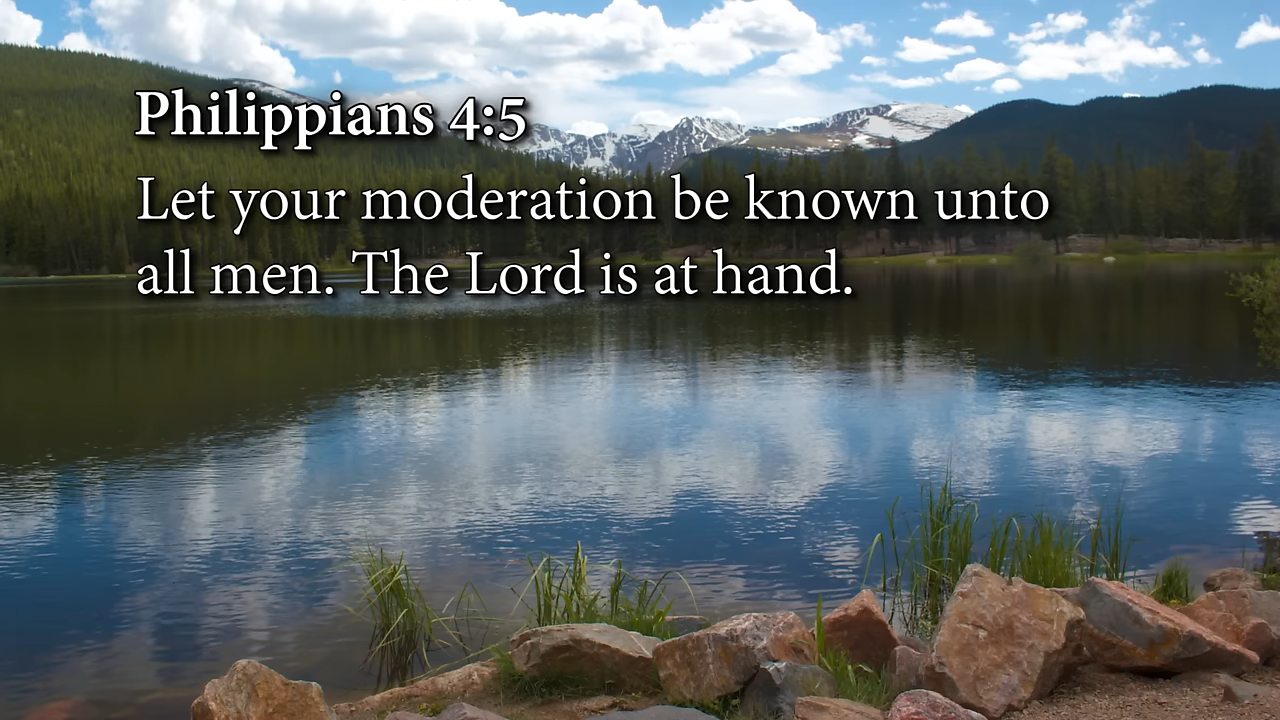 Philippians 4:5
Let your moderation be known unto
all men. The Lord is at hand.